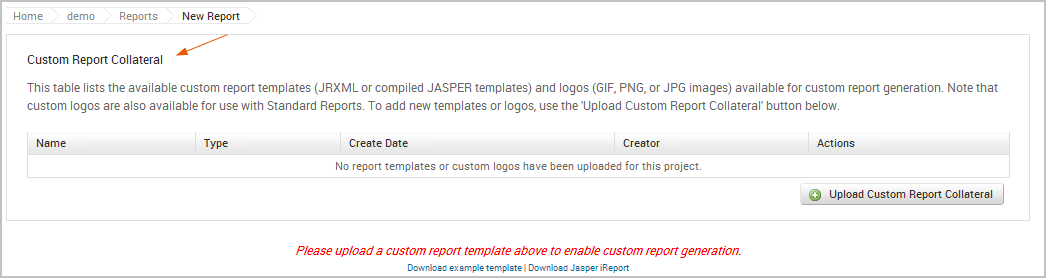 Home demo Reports New Report
Custom Report Collateral
This table lists the available custom report templates (JRXML or compiled JASPER templates) and logos (GIF, PNG, or JPG images) available for custom report generation. Note that
custom logos are also available for use with Standard Reports. To add new templates or logos, use the 'Upload Custom Report Collateral' button below.
Name Type Create Date Creator Actions
No report templates or custom logos have been uploaded for this project.
Upload Custom Report Collateral
Please upload a custom report template above to enable custom report generation.
Download example template | Download Jasper iReport